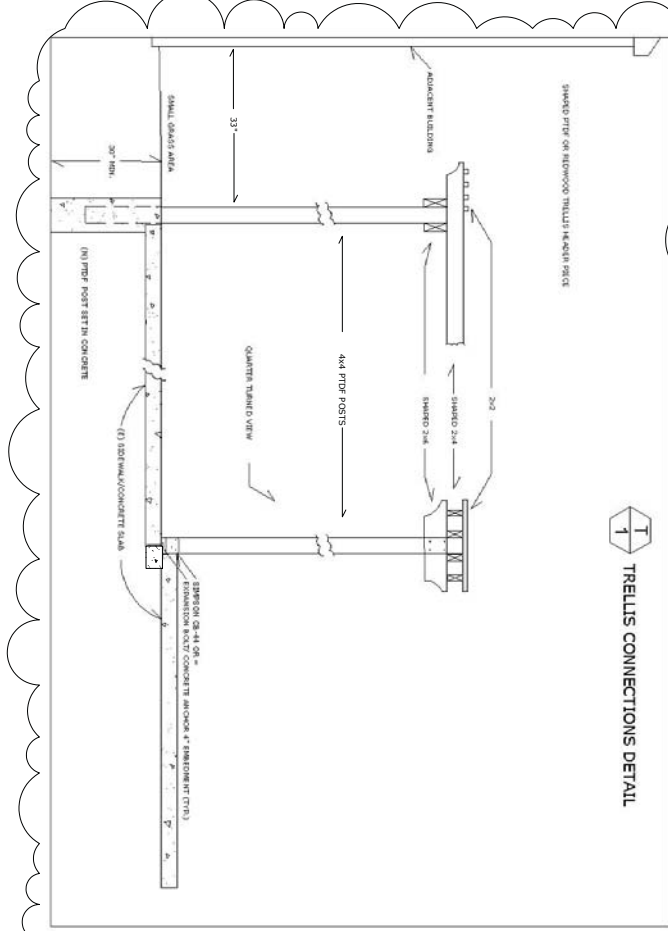 T
1
TRELLIS CONNECTIONS DETAIL
SHAPED PTDF OR REDWOOD TRELLIS HEADER PIECE
2x2
SHAPED 2x4
SHAPED 2x6
ADJACENT BUILDING
4x4 PTDF POSTS
33"
QUARTER TURNED VIEW
SMALL GRASS AREA
30" MIN.
SIMPSON CB-44 OR =
EXPANSION BOLT/ CONCRETE ANCHOR 4" EMBEDMENT (TYP.)
(E) SIDEWALK/CONCRETE SLAB
(N) PTDF POST SET IN CONCRETE